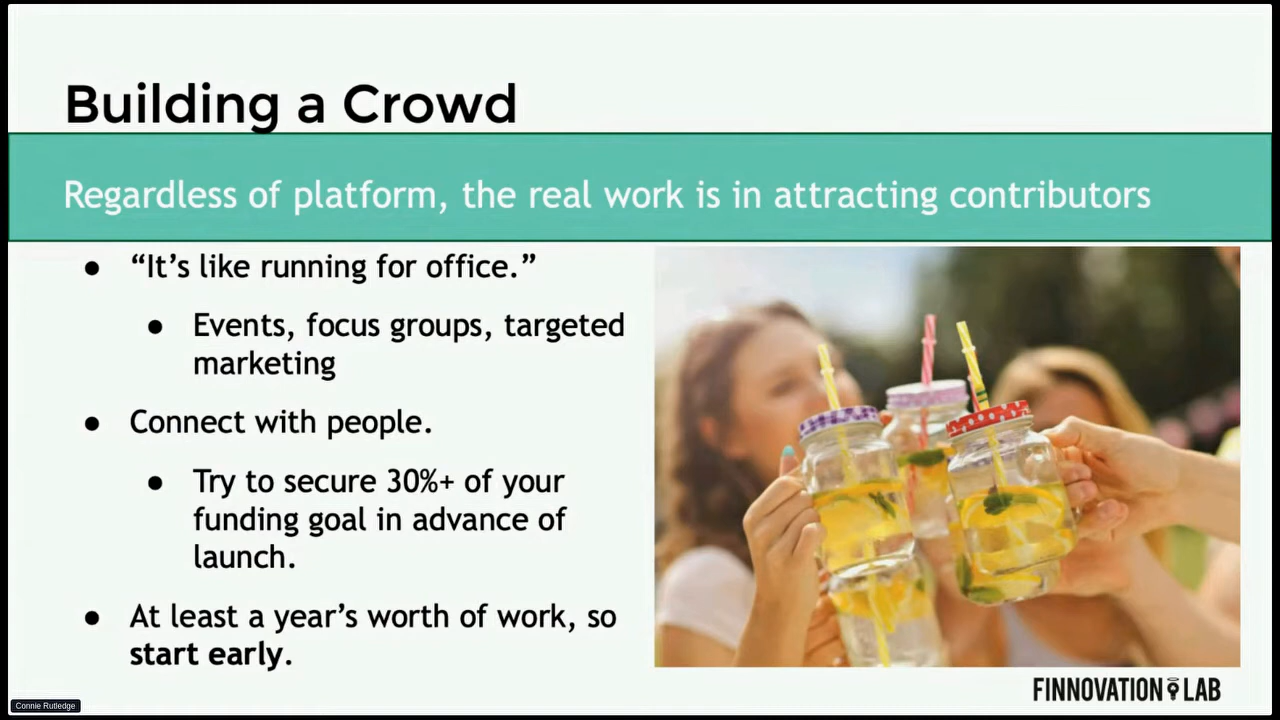 Building a Crowd
Regardless of platform, the real work is in attracting contributors
● “It’s like running for office.”
● Events, focus groups, targeted
marketing
● Connect with people.
● Try to secure 30%+ of your
funding goal in advance of
launch.
● At least a year’s worth of work, so
start early.
FINNOVATION LAB
Connie Rutledge